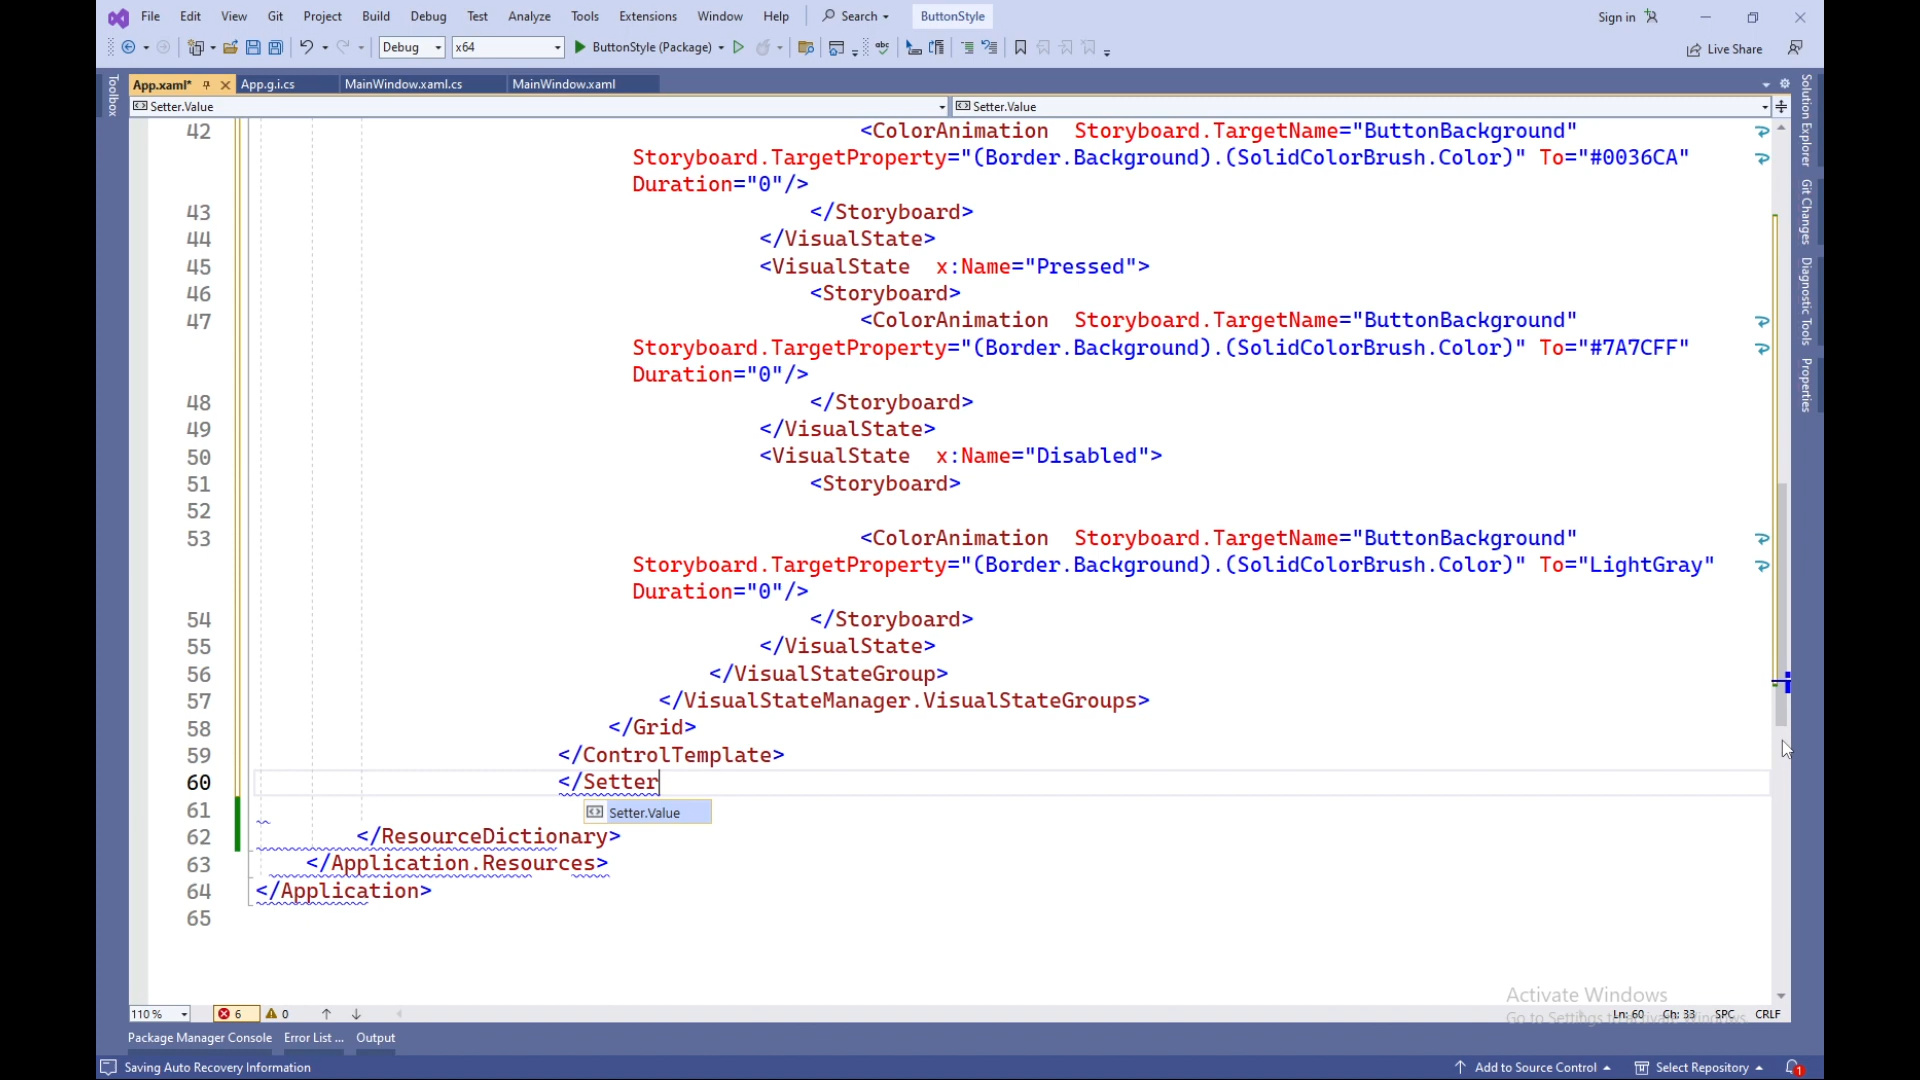 File Edit View Git Project Build Debug Test Analyze Tools Extensions Window Help Search ButtonStyle Sign in
Debug x64 ButtonStyle (Package) abc Live Share
App.xaml* App.g.i.cs MainWindow.xaml.cs MainWindow.xaml
Setter.Value Setter.Value
Toolbox
Solution Explorer
Git Changes
Diagnostic Tools
Properties
42 <ColorAnimation Storyboard.TargetName="ButtonBackground"
Storyboard.TargetProperty="(Border.Background).(SolidColorBrush.Color)" To="#0036CA"
Duration="0"/>
43 </Storyboard>
44 </VisualState>
45 <VisualState x:Name="Pressed">
46 <Storyboard>
47 <ColorAnimation Storyboard.TargetName="ButtonBackground"
Storyboard.TargetProperty="(Border.Background).(SolidColorBrush.Color)" To="#7A7CFF"
Duration="0"/>
48 </Storyboard>
49 </VisualState>
50 <VisualState x:Name="Disabled">
51 <Storyboard>
52
53 <ColorAnimation Storyboard.TargetName="ButtonBackground"
Storyboard.TargetProperty="(Border.Background).(SolidColorBrush.Color)" To="LightGray"
Duration="0"/>
54 </Storyboard>
55 </VisualState>
56 </VisualStateGroup>
57 </VisualStateManager.VisualStateGroups>
58 </Grid>
59 </ControlTemplate>
60 </Setter
61 Setter.Value
62 </ResourceDictionary>
63 </Application.Resources>
64 </Application>
65
Activate Windows
Go to Settings to activate Windows.
110 % 6 0 Ln: 60 Ch: 33 SPC CRLF
Package Manager Console Error List ... Output
Saving Auto Recovery Information Add to Source Control Select Repository 1